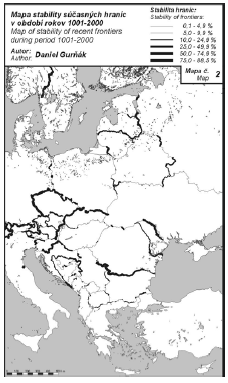 Mapa stability súčasných hraníc
v období rokov 1001-2000
Map of stability of recent frontiers
during period 1001-2000
Autor:
Author: Daniel Gurňák
Stabilita hraníc:
Stability of frontiers:
0.1 - 4.9 %
5.0 - 9.9 %
10.0 - 24.9 %
25.0 - 49.9 %
50.0 - 74.9 %
75.0 - 88.5 %
Mapa č.
Map 2